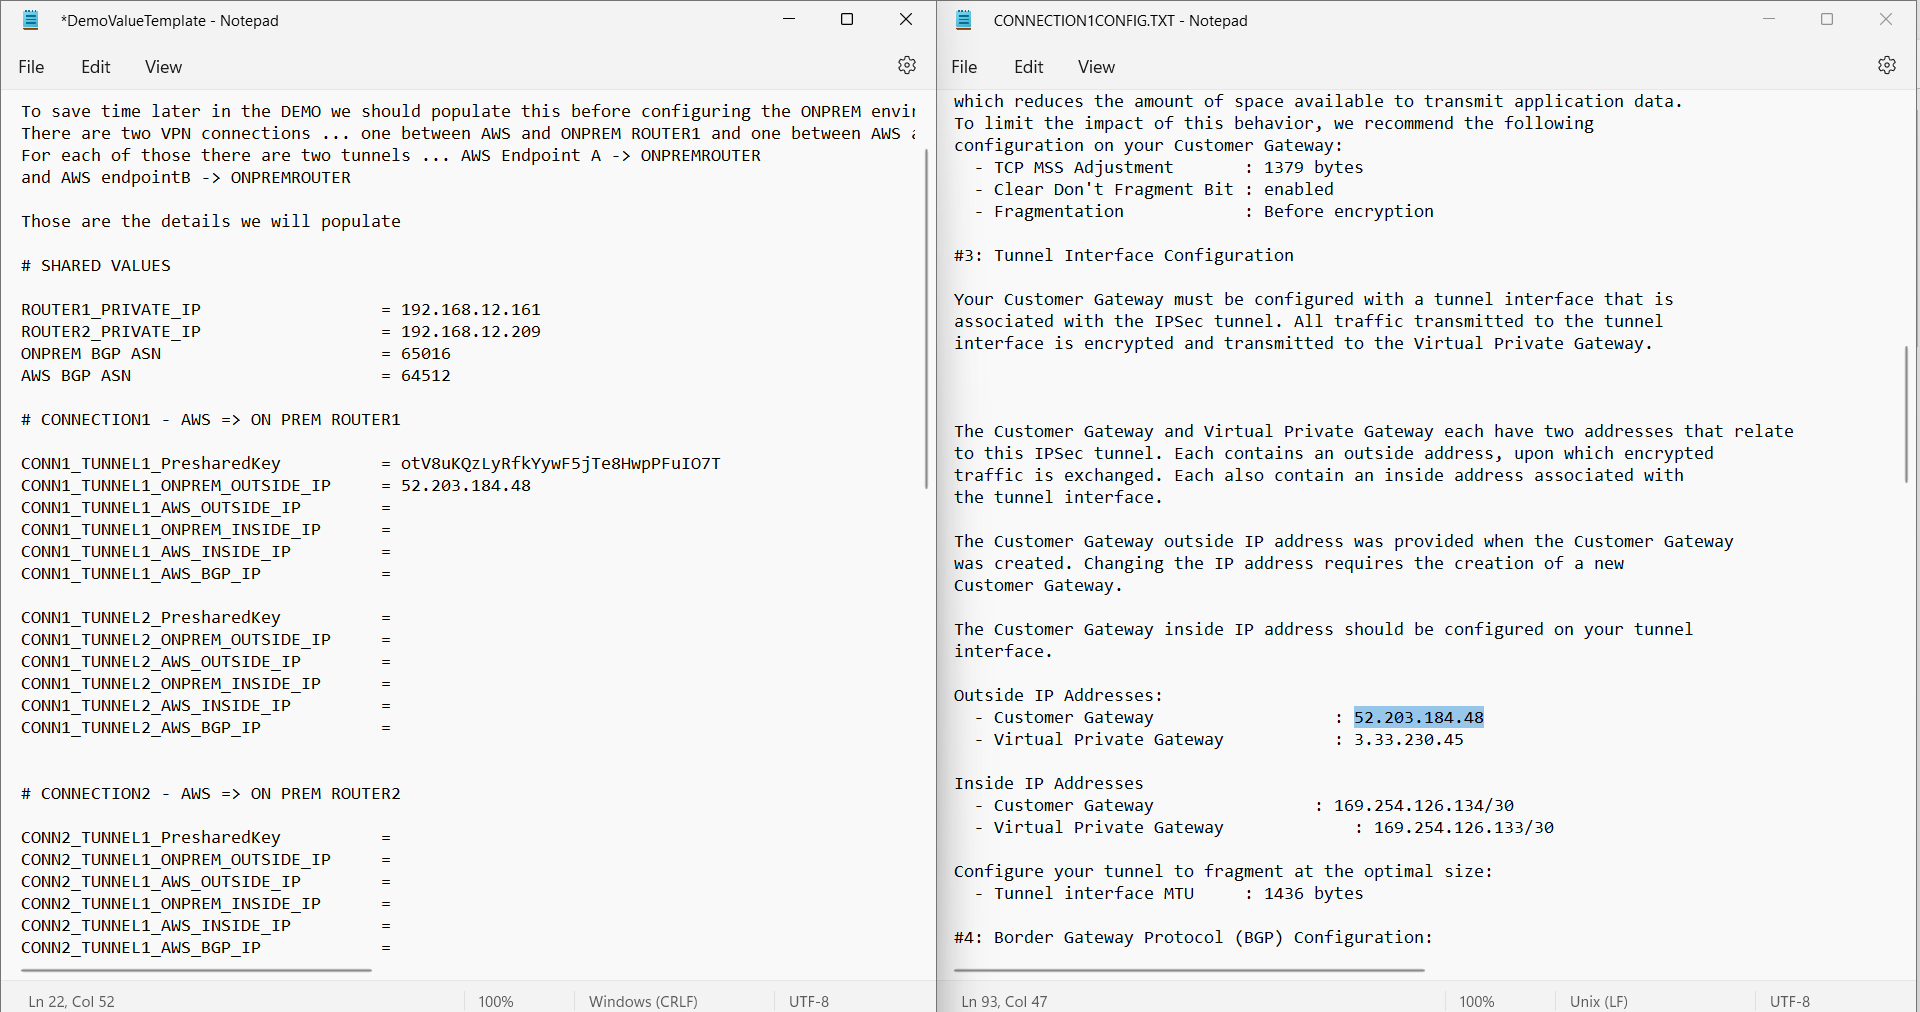 *DemoValueTemplate - Notepad
File Edit View
To save time later in the DEMO we should populate this before configuring the ONPREM
There are two VPN connections ... one between AWS and ONPREM ROUTER1 and one between AWS
For each of those there are two tunnels ... AWS Endpoint A -> ONPREMROUTER
and AWS endpointB -> ONPREMROUTER
Those are the details we will populate
# SHARED VALUES
ROUTER1_PRIVATE_IP = 192.168.12.161
ROUTER2_PRIVATE_IP = 192.168.12.209
ONPREM BGP ASN = 65016
AWS BGP ASN = 64512
# CONNECTION1 - AWS => ON PREM ROUTER1
CONN1_TUNNEL1_PresharedKey = otV8uKQzLyRfkYywF5jTe8HwpPFuIO7T
CONN1_TUNNEL1_ONPREM_OUTSIDE_IP = 52.203.184.48
CONN1_TUNNEL1_AWS_OUTSIDE_IP =
CONN1_TUNNEL1_ONPREM_INSIDE_IP =
CONN1_TUNNEL1_AWS_INSIDE_IP =
CONN1_TUNNEL1_AWS_BGP_IP =
CONN1_TUNNEL2_PresharedKey =
CONN1_TUNNEL2_ONPREM_OUTSIDE_IP =
CONN1_TUNNEL2_AWS_OUTSIDE_IP =
CONN1_TUNNEL2_ONPREM_INSIDE_IP =
CONN1_TUNNEL2_AWS_INSIDE_IP =
CONN1_TUNNEL2_AWS_BGP_IP =
# CONNECTION2 - AWS => ON PREM ROUTER2
CONN2_TUNNEL1_PresharedKey =
CONN2_TUNNEL1_ONPREM_OUTSIDE_IP =
CONN2_TUNNEL1_AWS_OUTSIDE_IP =
CONN2_TUNNEL1_ONPREM_INSIDE_IP =
CONN2_TUNNEL1_AWS_INSIDE_IP =
CONN2_TUNNEL1_AWS_BGP_IP =
Ln 22, Col 52 100% Windows (CRLF) UTF-8
CONNECTION1CONFIG.TXT - Notepad
File Edit View
which reduces the amount of space available to transmit application data.
To limit the impact of this behavior, we recommend the following
configuration on your Customer Gateway:
- TCP MSS Adjustment : 1379 bytes
- Clear Don't Fragment Bit : enabled
- Fragmentation : Before encryption
#3: Tunnel Interface Configuration
Your Customer Gateway must be configured with a tunnel interface that is
associated with the IPSec tunnel. All traffic transmitted to the tunnel
interface is encrypted and transmitted to the Virtual Private Gateway.
The Customer Gateway and Virtual Private Gateway each have two addresses that relate
to this IPSec tunnel. Each contains an outside address, upon which encrypted
traffic is exchanged. Each also contain an inside address associated with
the tunnel interface.
The Customer Gateway outside IP address was provided when the Customer Gateway
was created. Changing the IP address requires the creation of a new
Customer Gateway.
The Customer Gateway inside IP address should be configured on your tunnel
interface.
Outside IP Addresses:
- Customer Gateway : 52.203.184.48
- Virtual Private Gateway : 3.33.230.45
Inside IP Addresses
- Customer Gateway : 169.254.126.134/30
- Virtual Private Gateway : 169.254.126.133/30
Configure your tunnel to fragment at the optimal size:
- Tunnel interface MTU : 1436 bytes
#4: Border Gateway Protocol (BGP) Configuration:
Ln 93, Col 47 100% Unix (LF) UTF-8